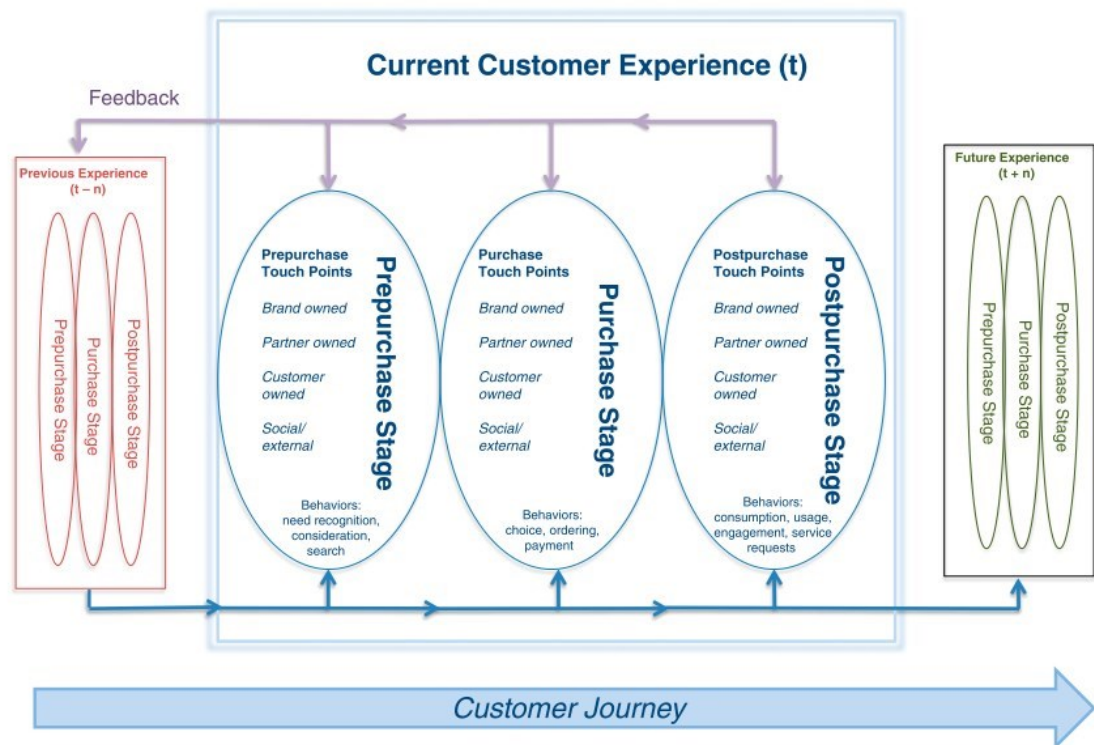 Current Customer Experience (t)
Feedback
Previous Experience
(t – n)
Prepurchase Stage
Purchase Stage
Postpurchase Stage
Prepurchase
Touch Points
Brand owned
Partner owned
Customer
owned
Social/
external
Prepurchase Stage
Behaviors:
need recognition,
consideration,
search
Purchase
Touch Points
Brand owned
Partner owned
Customer
owned
Social/
external
Purchase Stage
Behaviors:
choice, ordering,
payment
Postpurchase
Touch Points
Brand owned
Partner owned
Customer
owned
Social/
external
Postpurchase Stage
Behaviors:
consumption, usage,
engagement, service
requests
Future Experience
(t + n)
Prepurchase Stage
Purchase Stage
Postpurchase Stage
Customer Journey